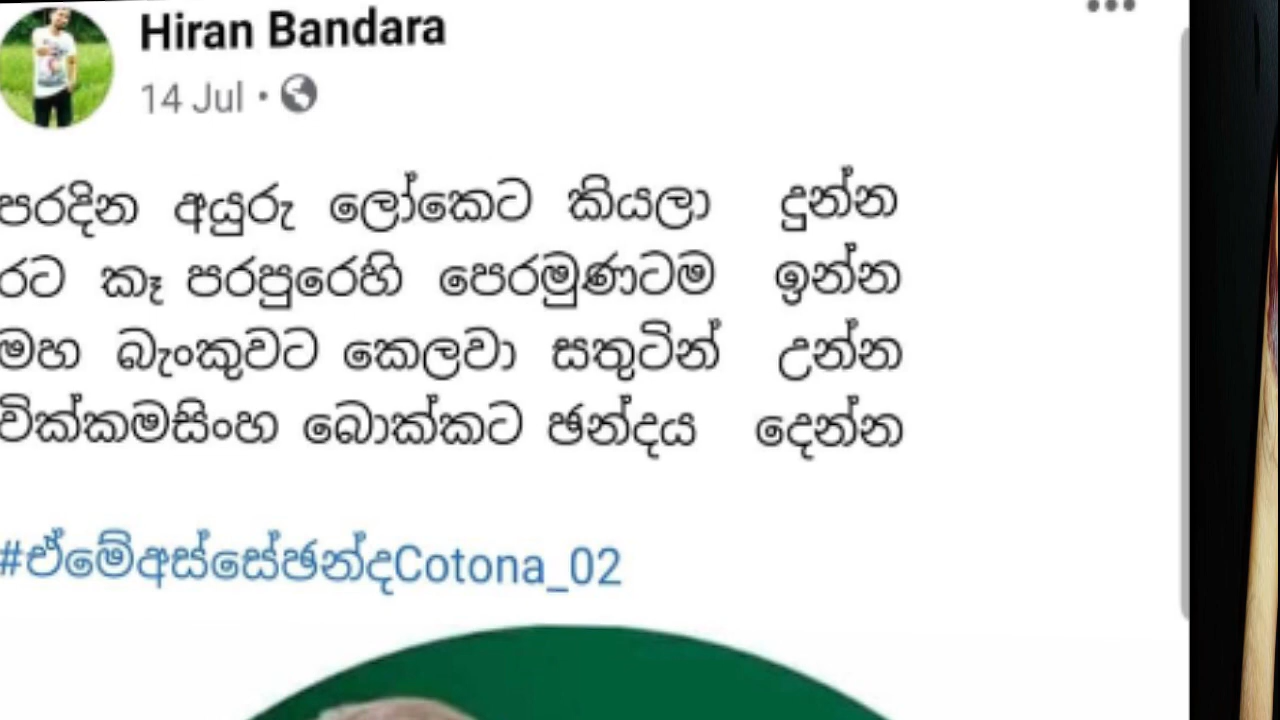 Hiran Bandara
14 Jul
පරදින අයුරු ලෝකෙට කියලා දුන්න
රට කෑ පරපුරෙහි පෙරමුණටම ඉන්න
මහ බැංකුවට කෙලවා සතුටින් උන්න
වික්කමසිංහ බොක්කට ඡන්දය දෙන්න
#ඒමේඅස්සේඡන්දCotona_02